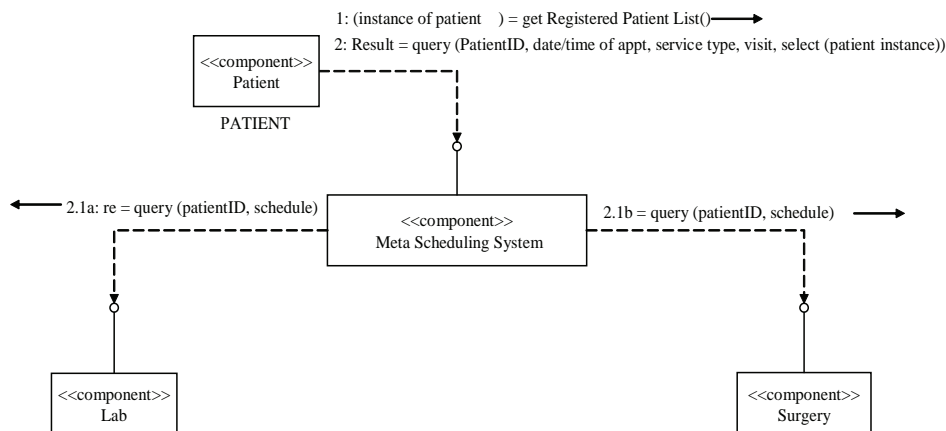 1: (instance of patient ) = get Registered Patient List()
2: Result = query (PatientID, date/time of appt, service type, visit, select (patient instance))
<<component>>
Patient
PATIENT
2.1a: re = query (patientID, schedule)
<<component>>
Meta Scheduling System
2.1b = query (patientID, schedule)
<<component>>
Lab
<<component>>
Surgery